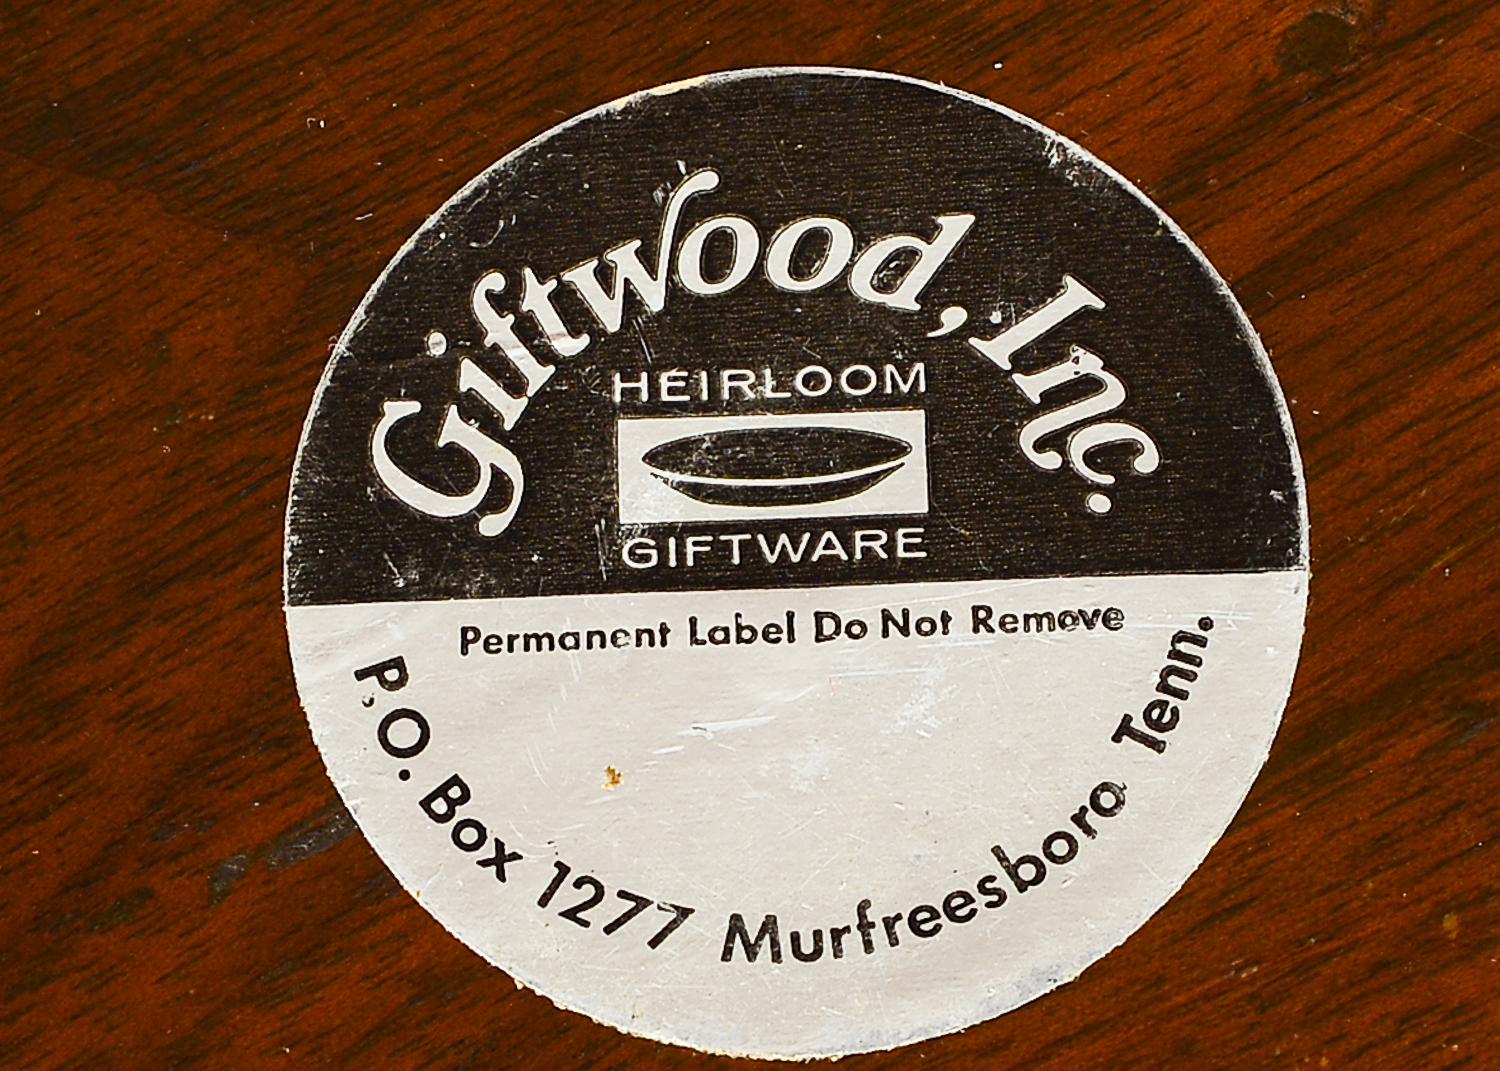 Giftwood, Inc.
HEIRLOOM
GIFTWARE
Permanent Label Do Not Remove
P.O. Box 1277 Murfreesboro Tenn.